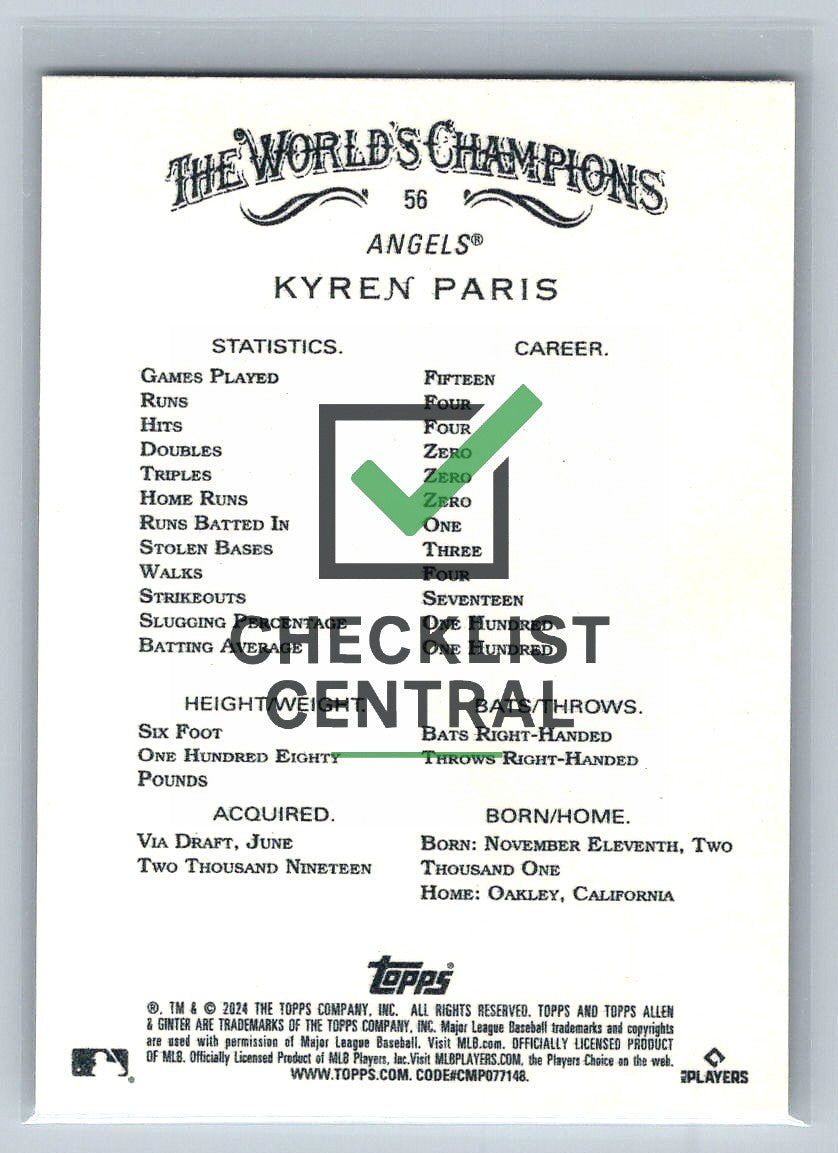 THE WORLD'S CHAMPIONS
56
ANGELS®
KYREN PARIS
STATISTICS. CAREER.
GAMES PLAYED FIFTEEN
RUNS FOUR
HITS FOUR
DOUBLES ZERO
TRIPLES ZERO
HOME RUNS ZERO
RUNS BATTED IN ONE
STOLEN BASES THREE
WALKS FOUR
STRIKEOUTS SEVENTEEN
SLUGGING PERCENTAGE ONE HUNDRED
BATTING AVERAGE ONE HUNDRED
CHECKLIST
CENTRAL
HEIGHT/WEIGHT. BATS/THROWS.
SIX FOOT BATS RIGHT-HANDED
ONE HUNDRED EIGHTY THROWS RIGHT-HANDED
POUNDS
ACQUIRED. BORN/HOME.
VIA DRAFT, JUNE BORN: NOVEMBER ELEVENTH, TWO
TWO THOUSAND NINETEEN THOUSAND ONE
HOME: OAKLEY, CALIFORNIA
topps®
®, TM & © 2024 THE TOPPS COMPANY, INC. ALL RIGHTS RESERVED. TOPPS AND TOPPS ALLEN
& GINTER ARE TRADEMARKS OF THE TOPPS COMPANY, INC. Major League Baseball trademarks and copyrights
are used with permission of Major League Baseball. Visit MLB.com. OFFICIALLY LICENSED PRODUCT
OF MLB. Officially Licensed Product of MLB Players, Inc.Visit MLBPLAYERS.COM, the Players Choice on the web.
WWW.TOPPS.COM. CODE#CMP077148.
MLBPLAYERS